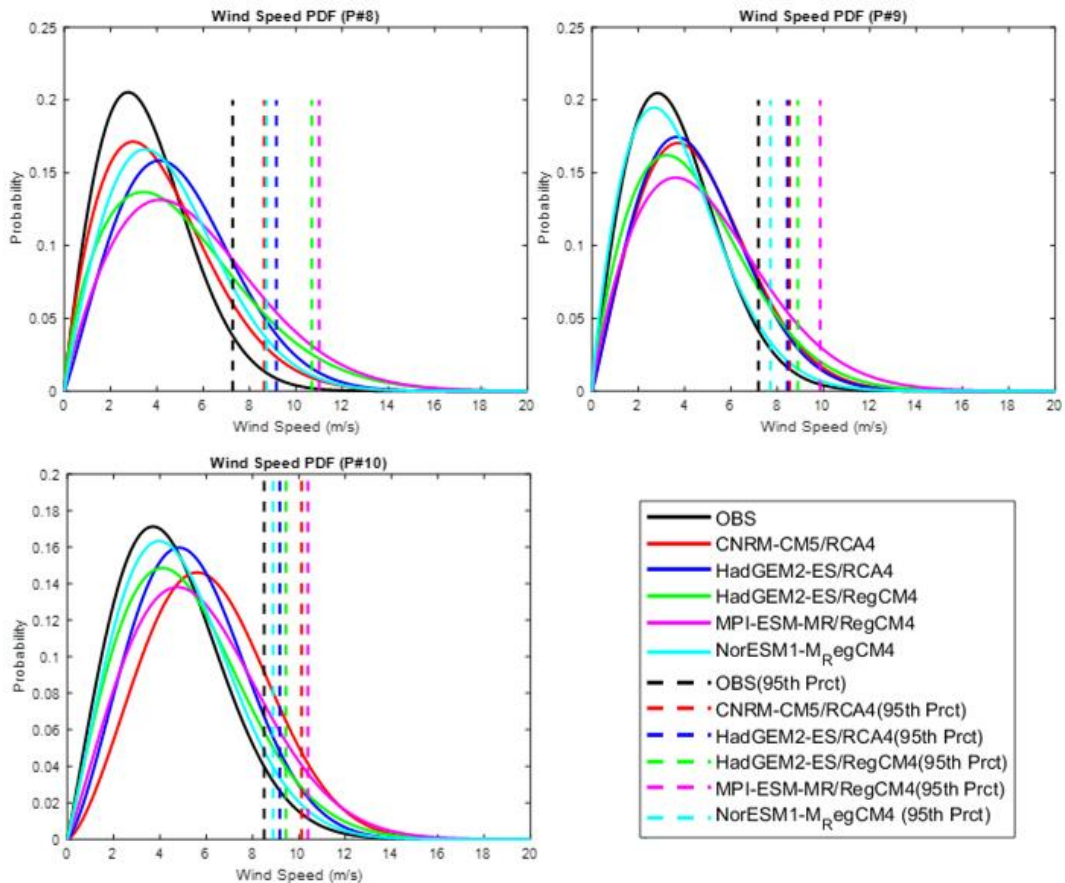 Wind Speed PDF (P#8)
0.25
0.2
0.15
0.1
0.05
0
Probability
0 2 4 6 8 10 12 14 16 18 20
Wind Speed (m/s)
Wind Speed PDF (P#9)
0.25
0.2
0.15
0.1
0.05
0
Probability
0 2 4 6 8 10 12 14 16 18 20
Wind Speed (m/s)
Wind Speed PDF (P#10)
0.2
0.18
0.16
0.14
0.12
0.1
0.08
0.06
0.04
0.02
0
Probability
0 2 4 6 8 10 12 14 16 18 20
Wind Speed (m/s)
OBS
CNRM-CM5/RCA4
HadGEM2-ES/RCA4
HadGEM2-ES/RegCM4
MPI-ESM-MR/RegCM4
NorESM1-M_RegCM4
OBS(95th Prct)
CNRM-CM5/RCA4(95th Prct)
HadGEM2-ES/RCA4(95th Prct)
HadGEM2-ES/RegCM4(95th Prct)
MPI-ESM-MR/RegCM4(95th Prct)
NorESM1-M_RegCM4 (95th Prct)